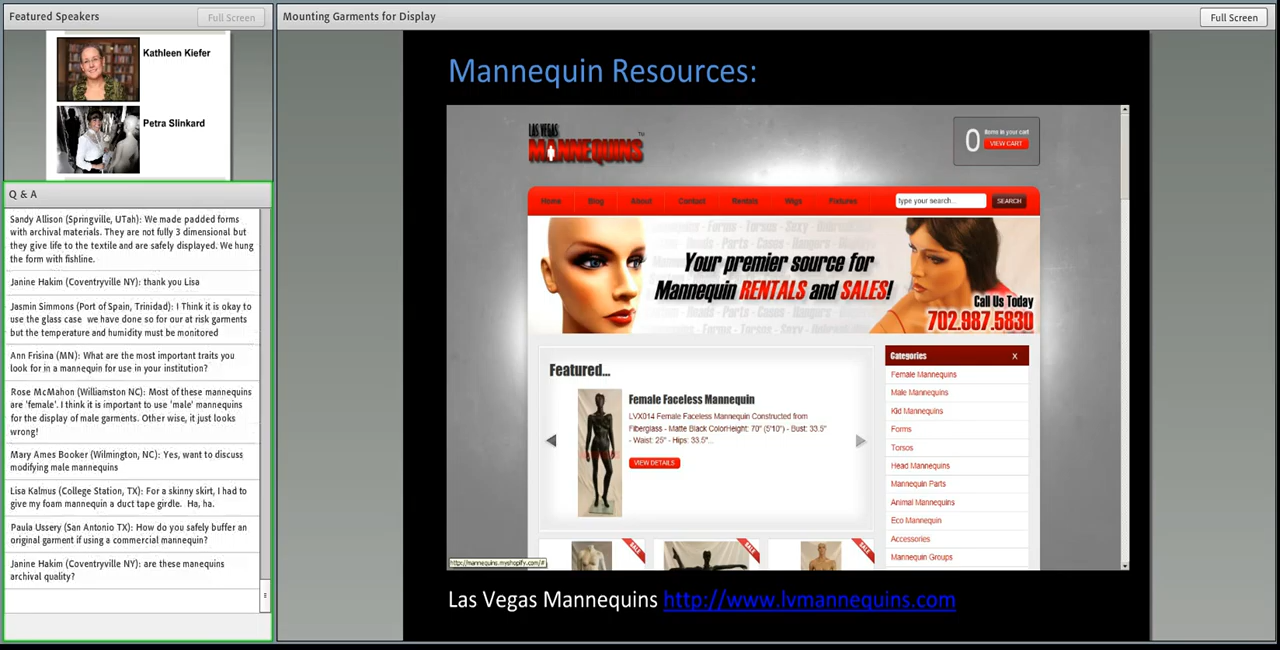 Featured Speakers
Full Screen
Kathleen Kiefer
Petra Slinkard
Q & A
Sandy Allison (Springville, UTah): We made padded forms
with archival materials. They are not fully 3 dimensional but
they give life to the textile and are safely displayed. We hung
the form with fishline.
Janine Hakim (Coventryville NY): thank you Lisa
Jasmin Simmons (Port of Spain, Trinidad): I Think it is okay to
use the glass case we have done so for our at risk garments
but the temperature and humidity must be monitored
Ann Frisina (MN): What are the most important traits you
look for in a mannequin for use in your institution?
Rose McMahon (Williamston NC): Most of these mannequins
are 'female'. I think it is important to use 'male' mannequins
for the display of male garments. Other wise, it just looks
wrong!
Mary Ames Booker (Wilmington, NC): Yes, want to discuss
modifying male mannequins
Lisa Kalmus (College Station, TX): For a skinny skirt, I had to
give my foam mannequin a duct tape girdle. Ha, ha.
Paula Ussery (San Antonio TX): How do you safely buffer an
original garment if using a commercial mannequin?
Janine Hakim (Coventryville NY): are these manequins
archival quality?
Mounting Garments for Display
Full Screen
Mannequin Resources:
LAS VEGAS
MANNEQUINS
TM
0 items in your cart
VIEW CART
Home Blog About Contact Rentals Wigs Fixtures
type your search...
SEARCH
Your premier source for
Mannequin RENTALS and SALES!
Call Us Today
702.987.5830
Featured...
Female Faceless Mannequin
LVX014 Female Faceless Mannequin Constructed from
Fiberglass - Matte Black ColorHeight: 70" (5'10") - Bust: 33.5"
- Waist: 25" - Hips: 33.5"...
VIEW DETAILS
Categories X
Female Mannequins
Male Mannequins
Kid Mannequins
Forms
Torsos
Head Mannequins
Mannequin Parts
Animal Mannequins
Eco Mannequin
Accessories
Mannequin Groups
SALE
SALE
SALE
http://mannequins.myshopify.com/#
Las Vegas Mannequins http://www.lvmannequins.com